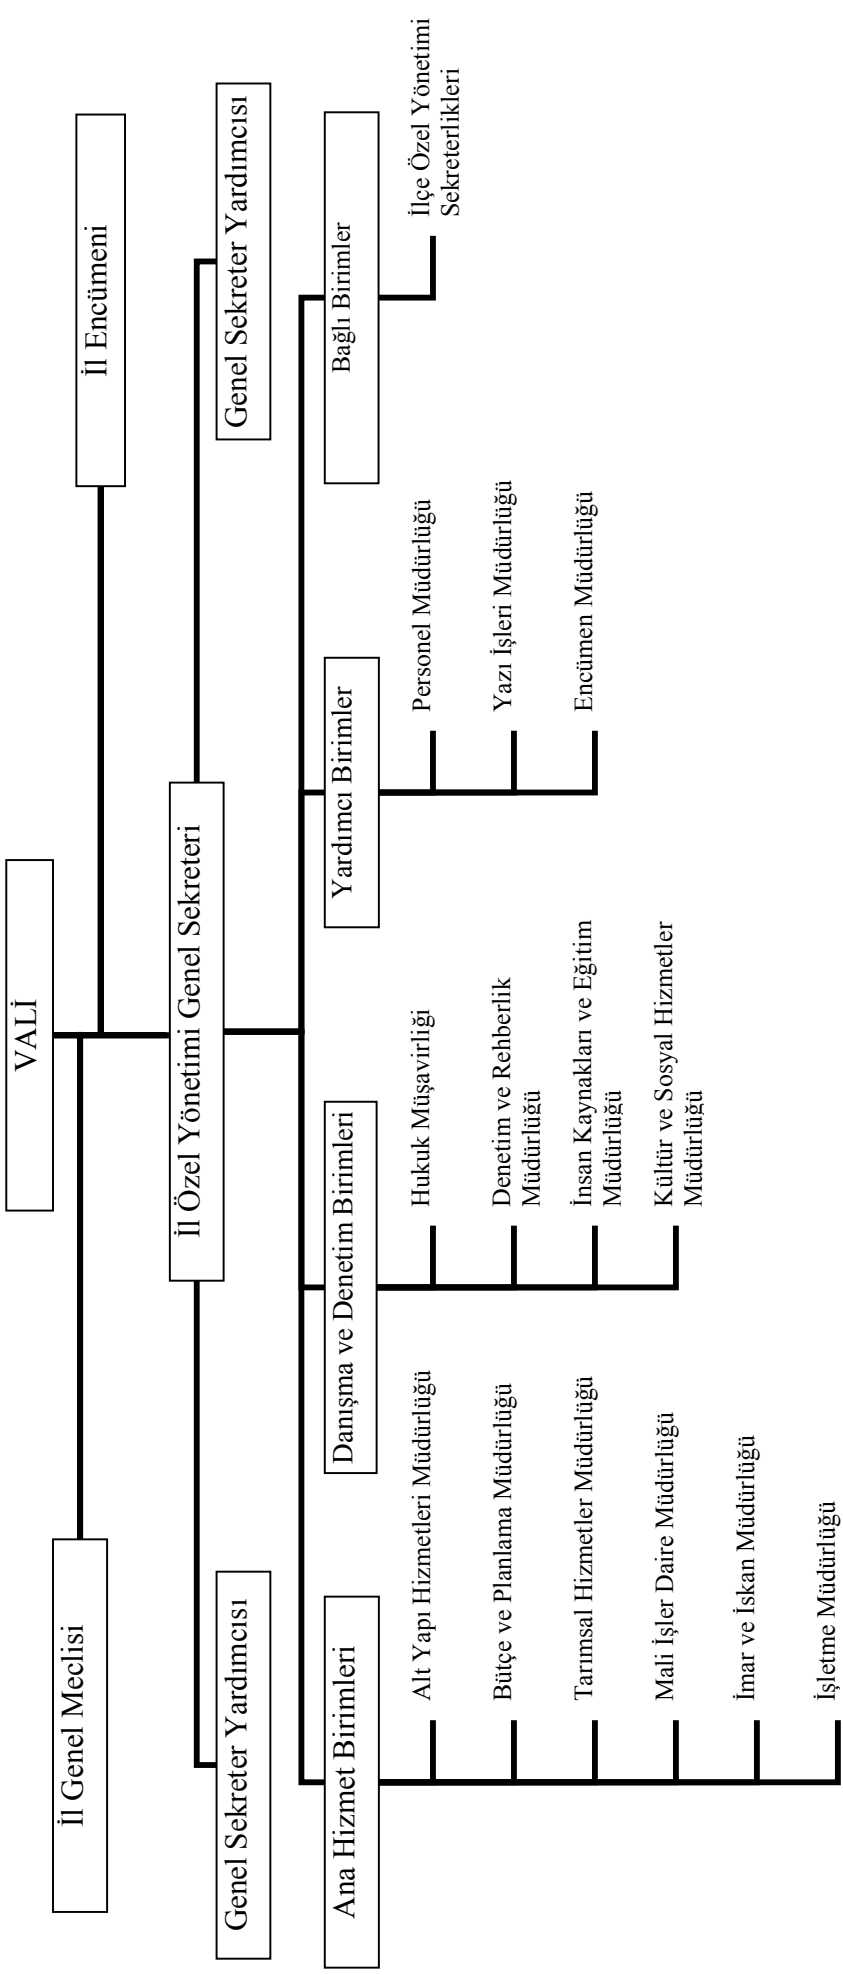 VALİ
İl Genel Meclisi
İl Encümeni
İl Özel Yönetimi Genel Sekreteri
Genel Sekreter Yardımcısı
Genel Sekreter Yardımcısı
Ana Hizmet Birimleri
Alt Yapı Hizmetleri Müdürlüğü
Bütçe ve Planlama Müdürlüğü
Tarımsal Hizmetler Müdürlüğü
Mali İşler Daire Müdürlüğü
İmar ve İskan Müdürlüğü
İşletme Müdürlüğü
Danışma ve Denetim Birimleri
Hukuk Müşavirliği
Denetim ve Rehberlik
Müdürlüğü
İnsan Kaynakları ve Eğitim
Müdürlüğü
Kültür ve Sosyal Hizmetler
Müdürlüğü
Yardımcı Birimler
Personel Müdürlüğü
Yazı İşleri Müdürlüğü
Encümen Müdürlüğü
Bağlı Birimler
İlçe Özel Yönetimi
Sekreterlikleri